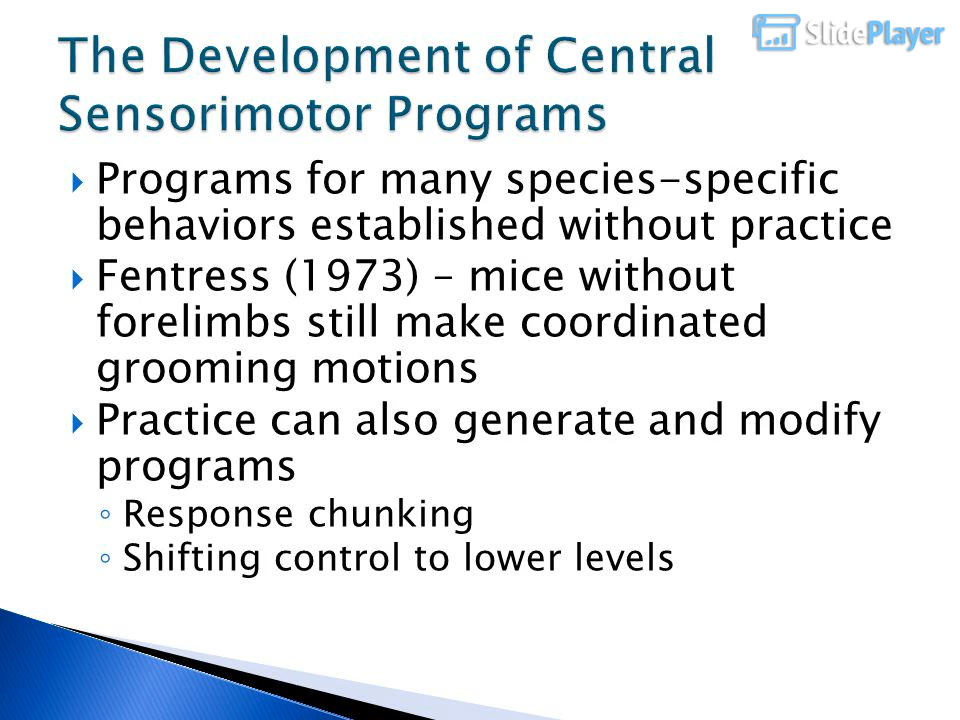 SlidePlayer
The Development of Central
Sensorimotor Programs
Programs for many species-specific
behaviors established without practice
Fentress (1973) – mice without
forelimbs still make coordinated
grooming motions
Practice can also generate and modify
programs
Response chunking
Shifting control to lower levels